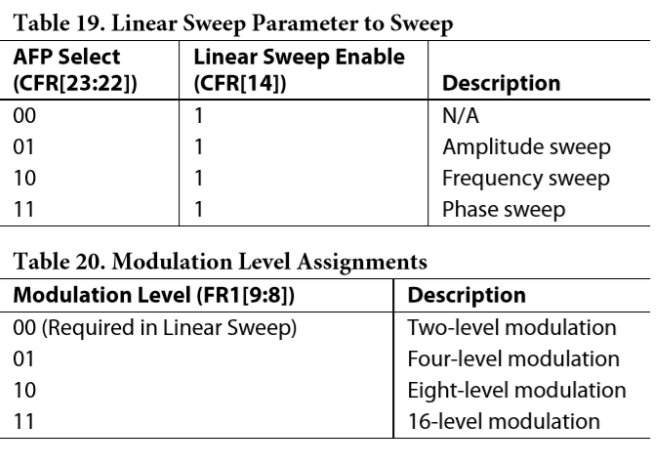 Table 19. Linear Sweep Parameter to Sweep
AFP Select (CFR[23:22]) Linear Sweep Enable (CFR[14]) Description
00 1 N/A
01 1 Amplitude sweep
10 1 Frequency sweep
11 1 Phase sweep
Table 20. Modulation Level Assignments
Modulation Level (FR1[9:8]) Description
00 (Required in Linear Sweep) Two-level modulation
01 Four-level modulation
10 Eight-level modulation
11 16-level modulation